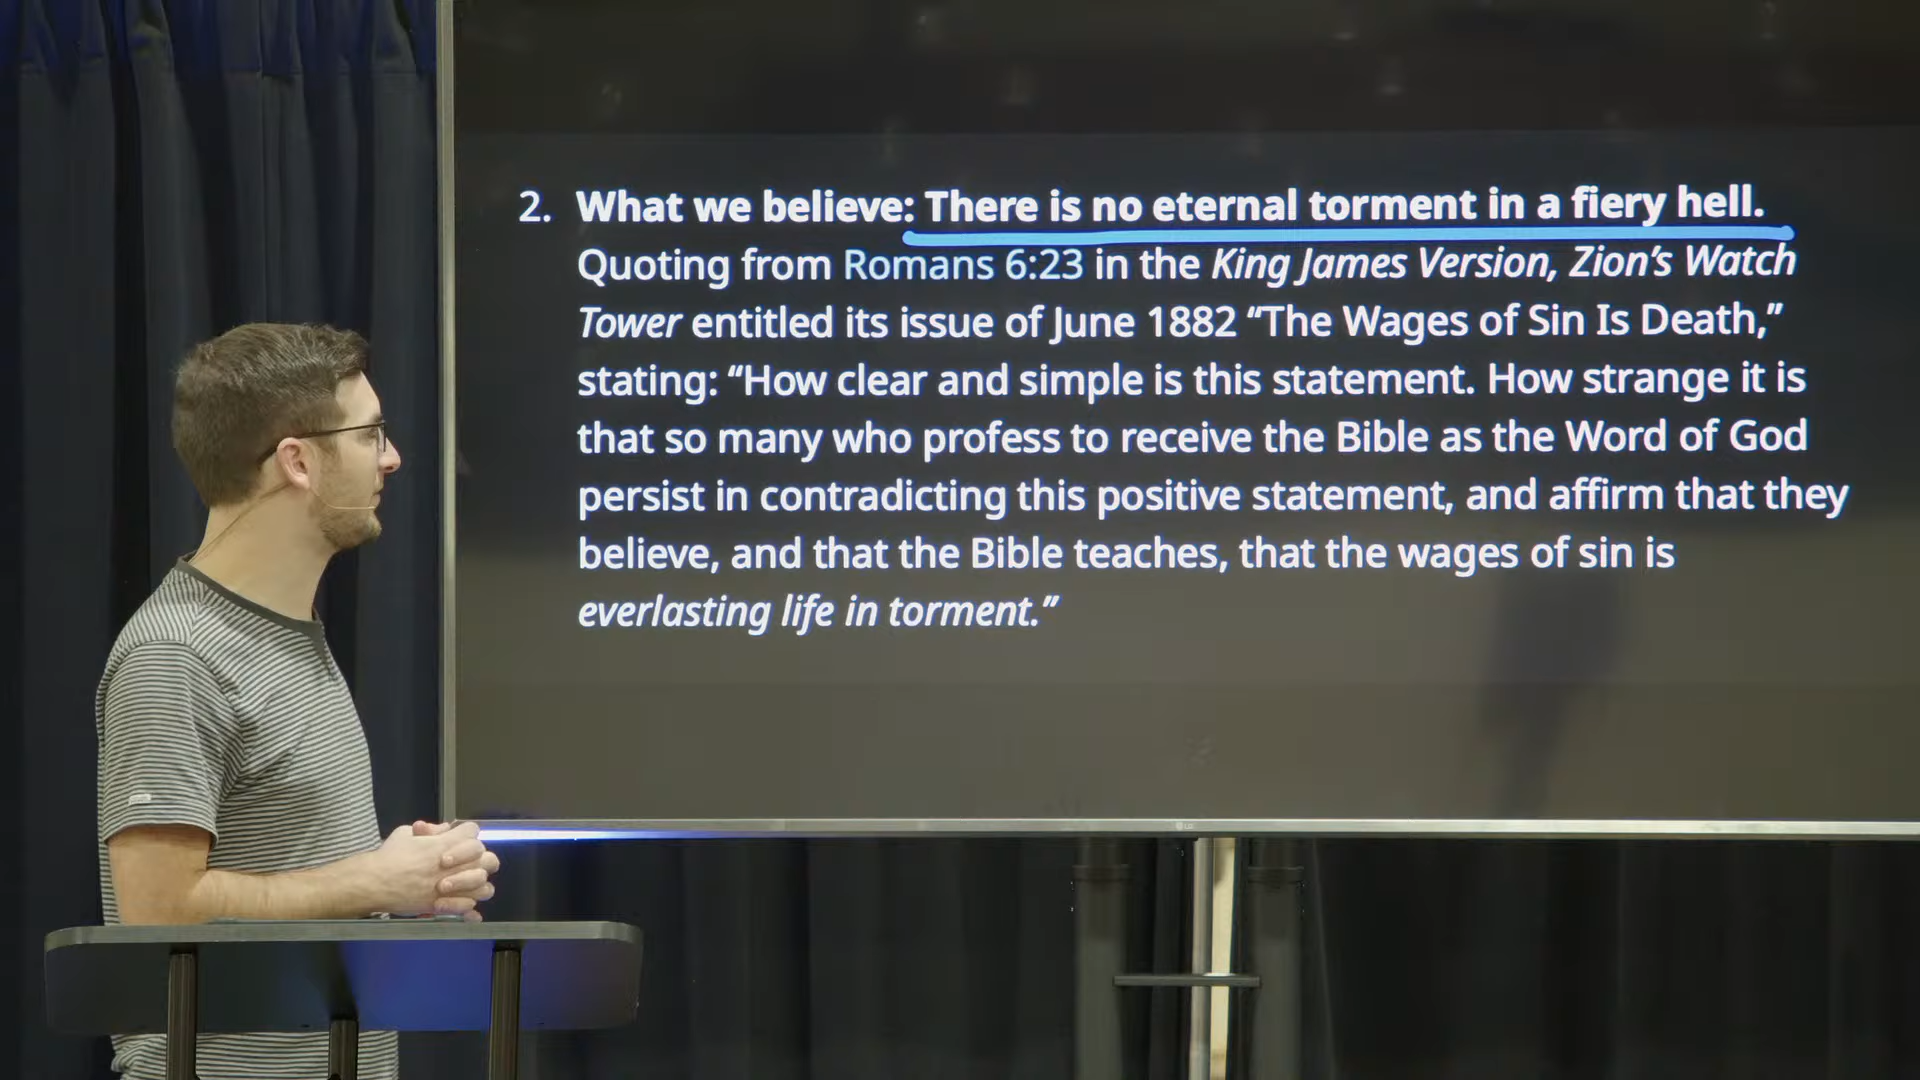 2. What we believe: There is no eternal torment in a fiery hell.
Quoting from Romans 6:23 in the King James Version, Zion’s Watch
Tower entitled its issue of June 1882 “The Wages of Sin Is Death,”
stating: “How clear and simple is this statement. How strange it is
that so many who profess to receive the Bible as the Word of God
persist in contradicting this positive statement, and affirm that they
believe, and that the Bible teaches, that the wages of sin is
everlasting life in torment.”
LG